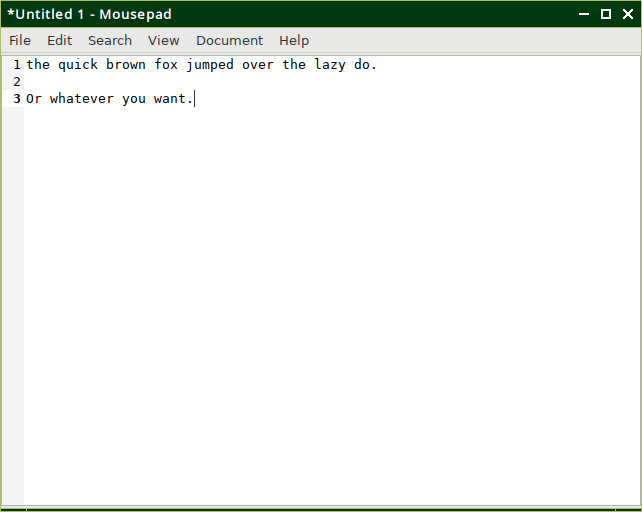 *Untitled 1 - Mousepad
File Edit Search View Document Help
1 the quick brown fox jumped over the lazy do.
2
3 Or whatever you want.